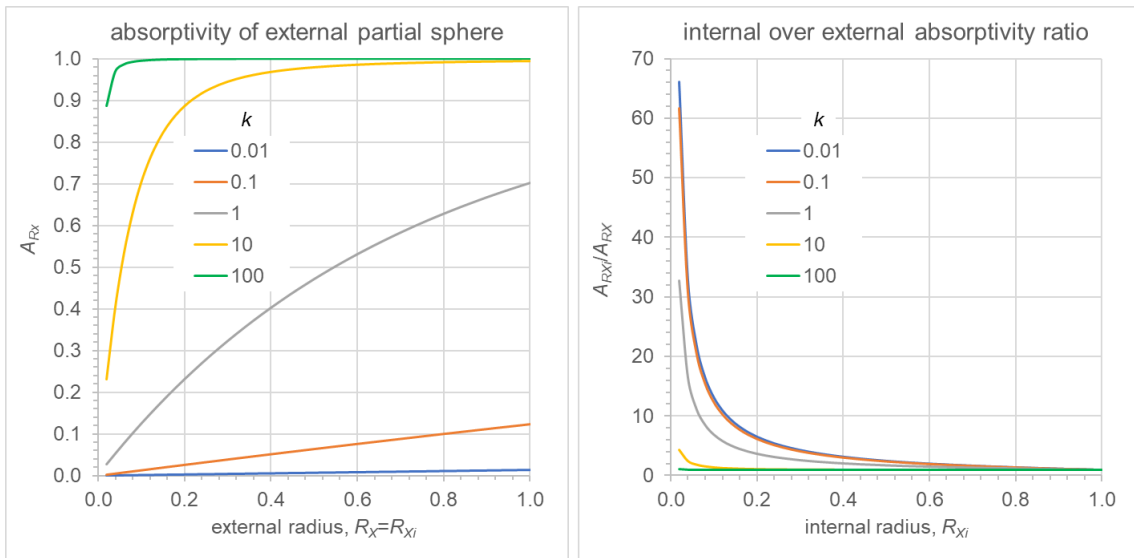 absorptivity of external partial sphere
1.0
0.9
0.8
0.7
0.6
0.5
0.4
0.3
0.2
0.1
0.0
A_Rx
k
0.01
0.1
1
10
100
0.0 0.2 0.4 0.6 0.8 1.0
external radius, R_X=R_Xi
internal over external absorptivity ratio
70
60
50
40
30
20
10
0
A_RXi/A_RX
k
0.01
0.1
1
10
100
0.0 0.2 0.4 0.6 0.8 1.0
internal radius, R_Xi